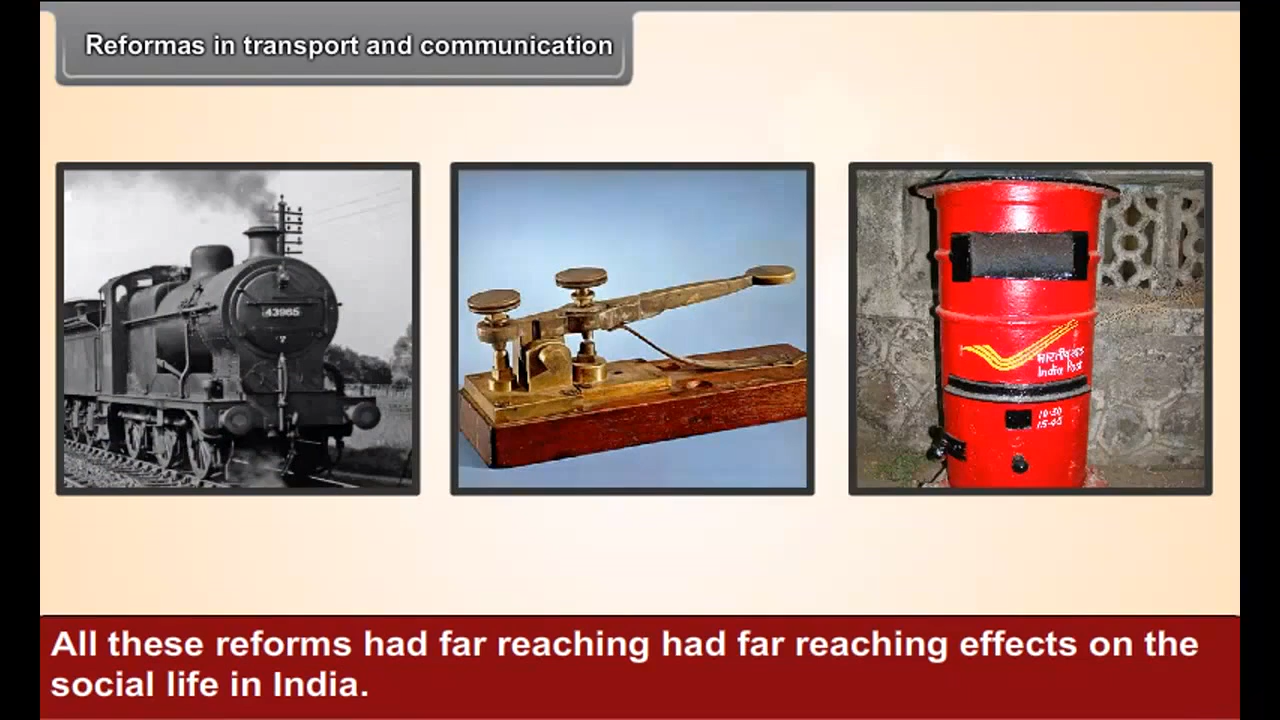 Reformas in transport and communication
43965
भारतीय डाक
India Post
10-30
15-45
All these reforms had far reaching had far reaching effects on the
social life in India.